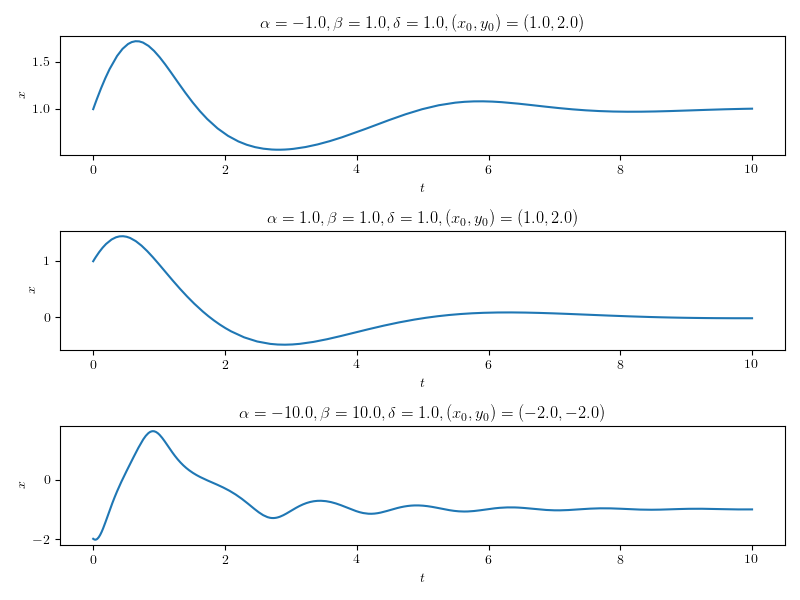 α = −1.0, β = 1.0, δ = 1.0, (x₀, y₀) = (1.0, 2.0)
1.5
1.0
x
0 2 4 6 8 10
t
α = 1.0, β = 1.0, δ = 1.0, (x₀, y₀) = (1.0, 2.0)
1
0
x
0 2 4 6 8 10
t
α = −10.0, β = 10.0, δ = 1.0, (x₀, y₀) = (−2.0, −2.0)
0
−2
x
0 2 4 6 8 10
t